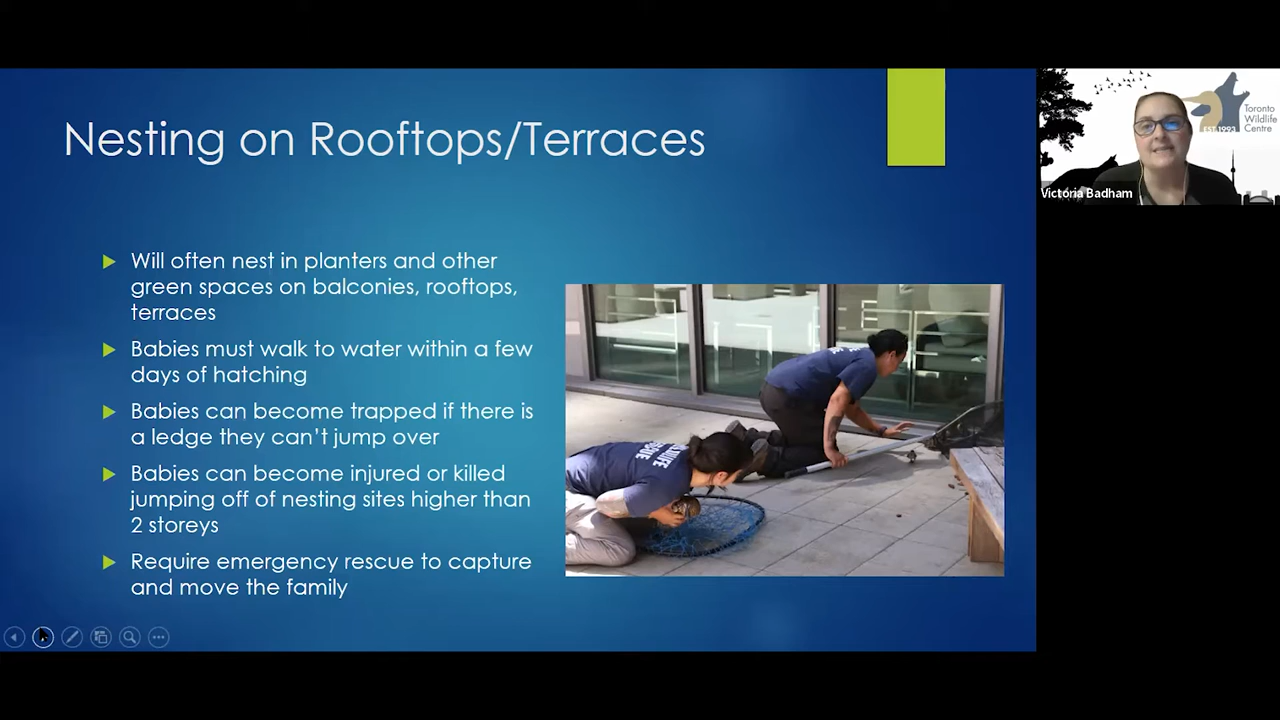 Nesting on Rooftops/Terraces
Will often nest in planters and other
green spaces on balconies, rooftops,
terraces
Babies must walk to water within a few
days of hatching
Babies can become trapped if there is
a ledge they can't jump over
Babies can become injured or killed
jumping off of nesting sites higher than
2 storeys
Require emergency rescue to capture
and move the family
Toronto
Wildlife
Centre
EST. 1993
Victoria Badham